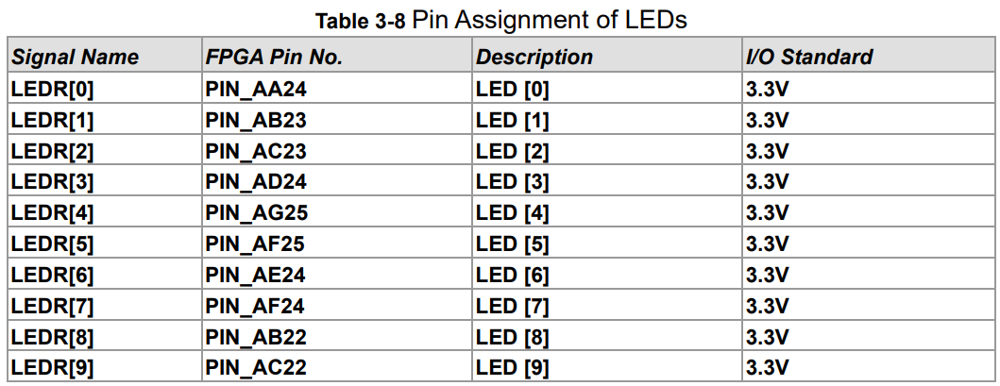 Table 3-8 Pin Assignment of LEDs
Signal Name FPGA Pin No. Description I/O Standard
LEDR[0] PIN_AA24 LED [0] 3.3V
LEDR[1] PIN_AB23 LED [1] 3.3V
LEDR[2] PIN_AC23 LED [2] 3.3V
LEDR[3] PIN_AD24 LED [3] 3.3V
LEDR[4] PIN_AG25 LED [4] 3.3V
LEDR[5] PIN_AF25 LED [5] 3.3V
LEDR[6] PIN_AE24 LED [6] 3.3V
LEDR[7] PIN_AF24 LED [7] 3.3V
LEDR[8] PIN_AB22 LED [8] 3.3V
LEDR[9] PIN_AC22 LED [9] 3.3V